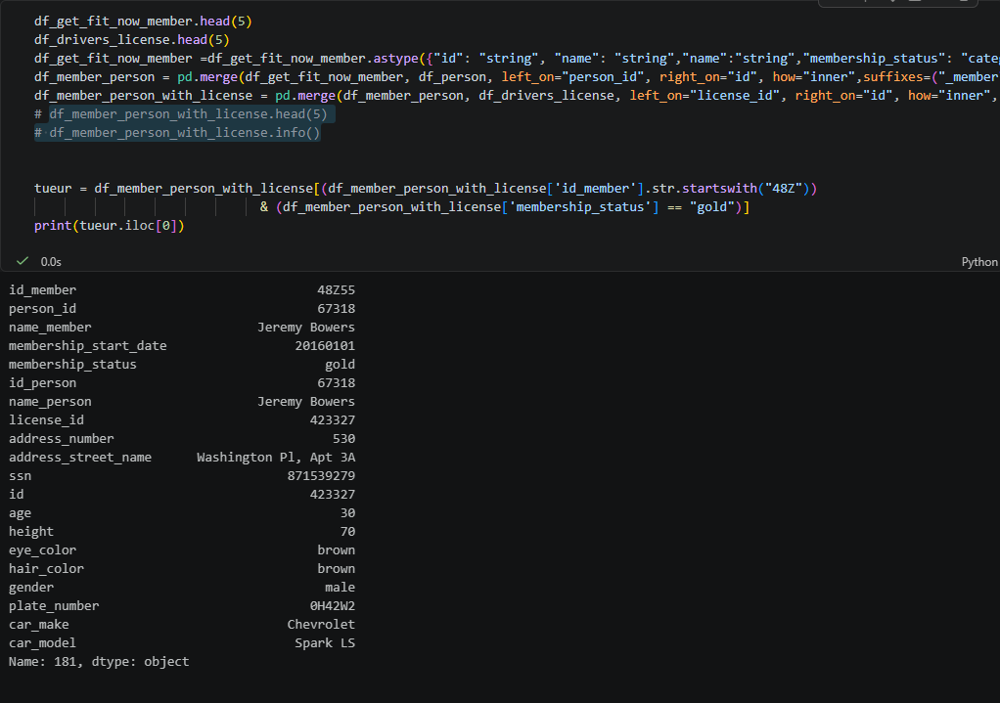 df_get_fit_now_member.head(5)
df_drivers_license.head(5)
df_get_fit_now_member =df_get_fit_now_member.astype({"id": "string", "name": "string","name":"string","membership_status": "cate
df_member_person = pd.merge(df_get_fit_now_member, df_person, left_on="person_id", right_on="id", how="inner",suffixes=("_member
df_member_person_with_license = pd.merge(df_member_person, df_drivers_license, left_on="license_id", right_on="id", how="inner",
# df_member_person_with_license.head(5)
# df_member_person_with_license.info()
tueur = df_member_person_with_license[(df_member_person_with_license['id_member'].str.startswith("48Z"))
& (df_member_person_with_license['membership_status'] == "gold")]
print(tueur.iloc[0])
0.0s
Python
id_member 48Z55
person_id 67318
name_member Jeremy Bowers
membership_start_date 20160101
membership_status gold
id_person 67318
name_person Jeremy Bowers
license_id 423327
address_number 530
address_street_name Washington Pl, Apt 3A
ssn 871539279
id 423327
age 30
height 70
eye_color brown
hair_color brown
gender male
plate_number 0H42W2
car_make Chevrolet
car_model Spark LS
Name: 181, dtype: object